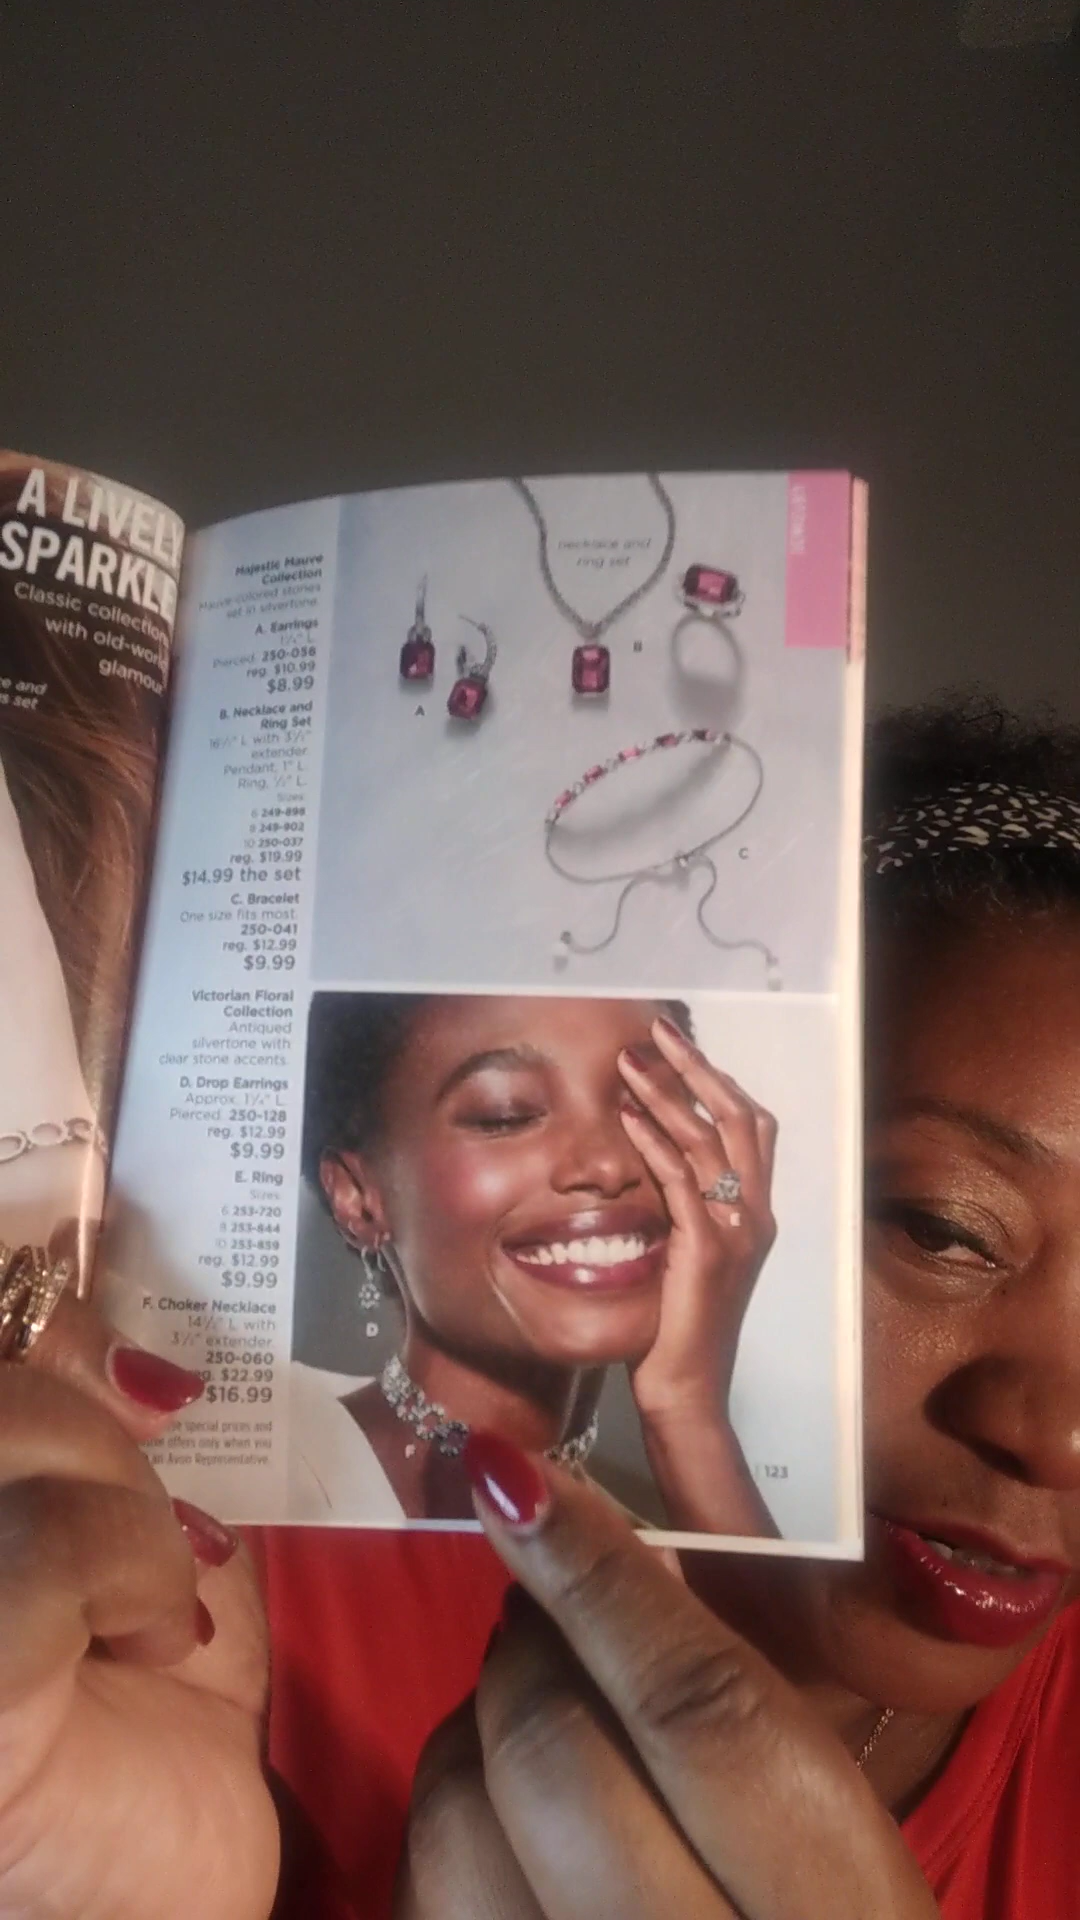 A LIVELY
SPARKLE
Classic collection
with old-world
glamour
and
set
Majestic Mauve
Collection
Mauve-colored stones
set in silvertone.
A. Earrings
1¼" L.
Pierced. 250-056
reg. $10.99
$8.99
B. Necklace and
Ring Set
16½" L with 3½"
extender.
Pendant, 1" L.
Ring, ½" L.
Sizes:
6 249-898
8 249-902
10 250-037
reg. $19.99
$14.99 the set
C. Bracelet
One size fits most.
250-041
reg. $12.99
$9.99
Victorian Floral
Collection
Antiqued
silvertone with
clear stone accents.
D. Drop Earrings
Approx. 1¼" L.
Pierced. 250-128
reg. $12.99
$9.99
E. Ring
Sizes:
6 253-720
8 253-844
10 253-859
reg. $12.99
$9.99
F. Choker Necklace
14½" L with
3½" extender.
250-060
reg. $22.99
$16.99
special prices and
offers only when you
an Avon Representative.
necklace and
ring set
A
B
C
D
E
F
JEWELRY
| 123